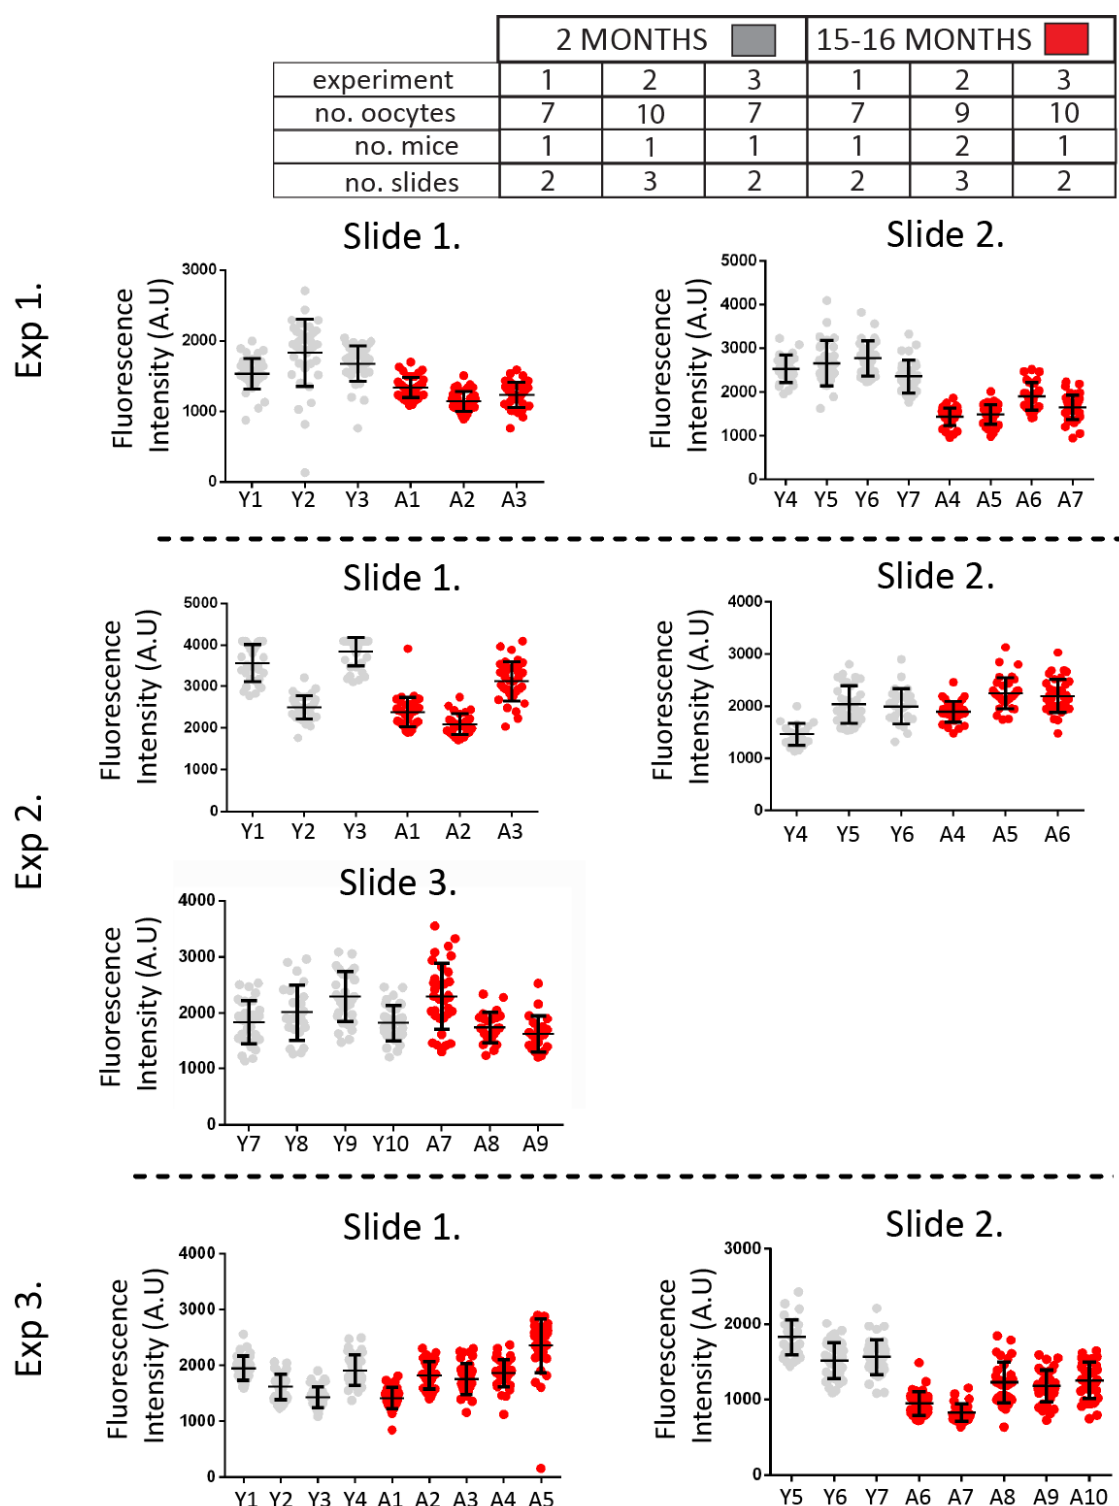 2 MONTHS 15-16 MONTHS
experiment 1 2 3 1 2 3
no. oocytes 7 10 7 7 9 10
no. mice 1 1 1 1 2 1
no. slides 2 3 2 2 3 2
Exp 1.
Slide 1.
Fluorescence
Intensity (A.U)
3000
2000
1000
0
Y1 Y2 Y3 A1 A2 A3
Slide 2.
Fluorescence
Intensity (A.U)
5000
4000
3000
2000
1000
0
Y4 Y5 Y6 Y7 A4 A5 A6 A7
Exp 2.
Slide 1.
Fluorescence
Intensity (A.U)
5000
4000
3000
2000
1000
0
Y1 Y2 Y3 A1 A2 A3
Slide 2.
Fluorescence
Intensity (A.U)
4000
3000
2000
1000
0
Y4 Y5 Y6 A4 A5 A6
Slide 3.
Fluorescence
Intensity (A.U)
4000
3000
2000
1000
0
Y7 Y8 Y9 Y10 A7 A8 A9
Exp 3.
Slide 1.
Fluorescence
Intensity (A.U)
4000
3000
2000
1000
0
Y1 Y2 Y3 Y4 A1 A2 A3 A4 A5
Slide 2.
Fluorescence
Intensity (A.U)
3000
2000
1000
0
Y5 Y6 Y7 A6 A7 A8 A9 A10